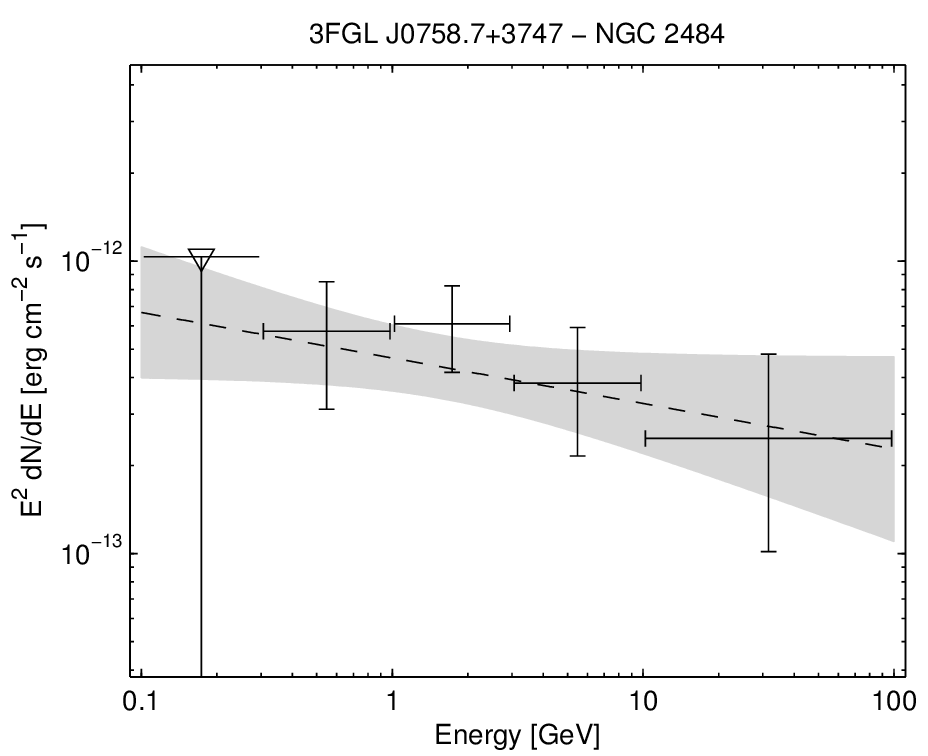 3FGL J0758.7+3747 − NGC 2484
E² dN/dE [erg cm⁻² s⁻¹]
10⁻¹²
10⁻¹³
0.1 1 10 100
Energy [GeV]